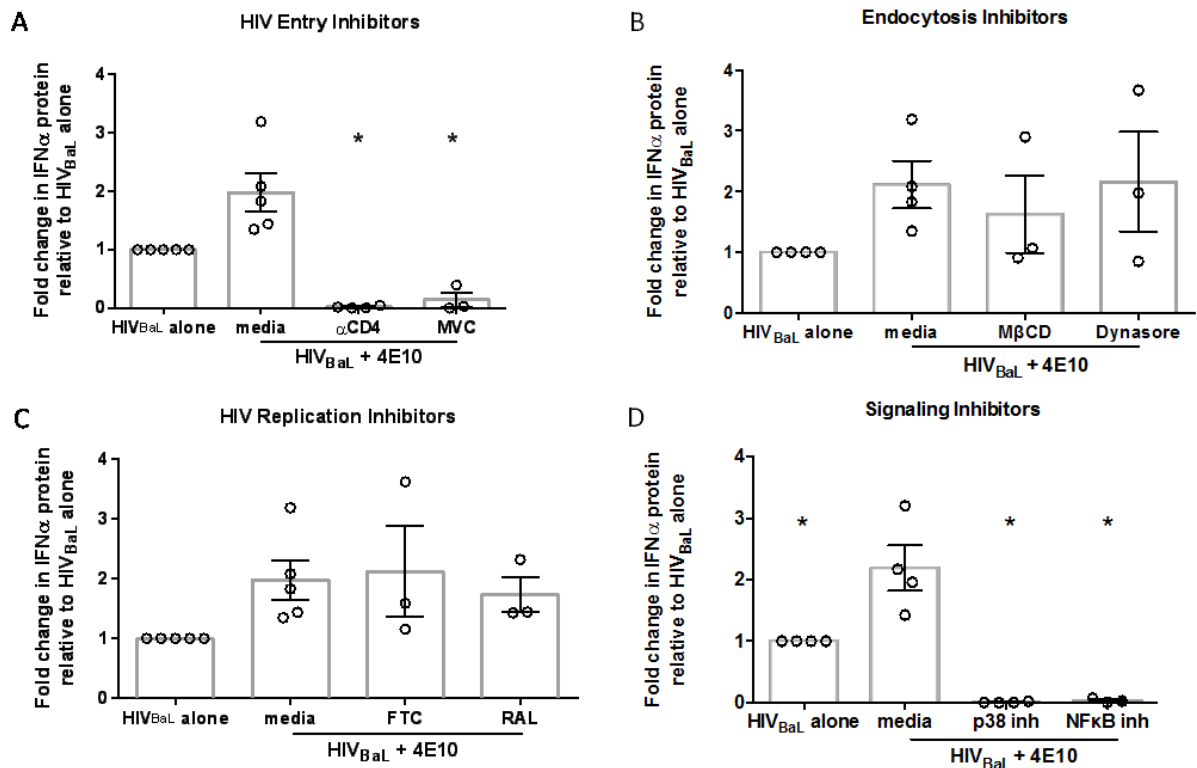 A
HIV Entry Inhibitors
Fold change in IFNα protein
relative to HIVBaL alone
4
3
2
1
0
* *
HIVBaL alone media αCD4 MVC
HIVBaL + 4E10
B
Endocytosis Inhibitors
Fold change in IFNα protein
relative to HIVBaL alone
4
3
2
1
0
HIVBaL alone media MβCD Dynasore
HIVBaL + 4E10
C
HIV Replication Inhibitors
Fold change in IFNα protein
relative to HIVBaL alone
4
3
2
1
0
HIVBaL alone media FTC RAL
HIVBaL + 4E10
D
Signaling Inhibitors
Fold change in IFNα protein
relative to HIVBaL alone
4
3
2
1
0
* * *
HIVBaL alone media p38 inh NFκB inh
HIVBaL + 4E10